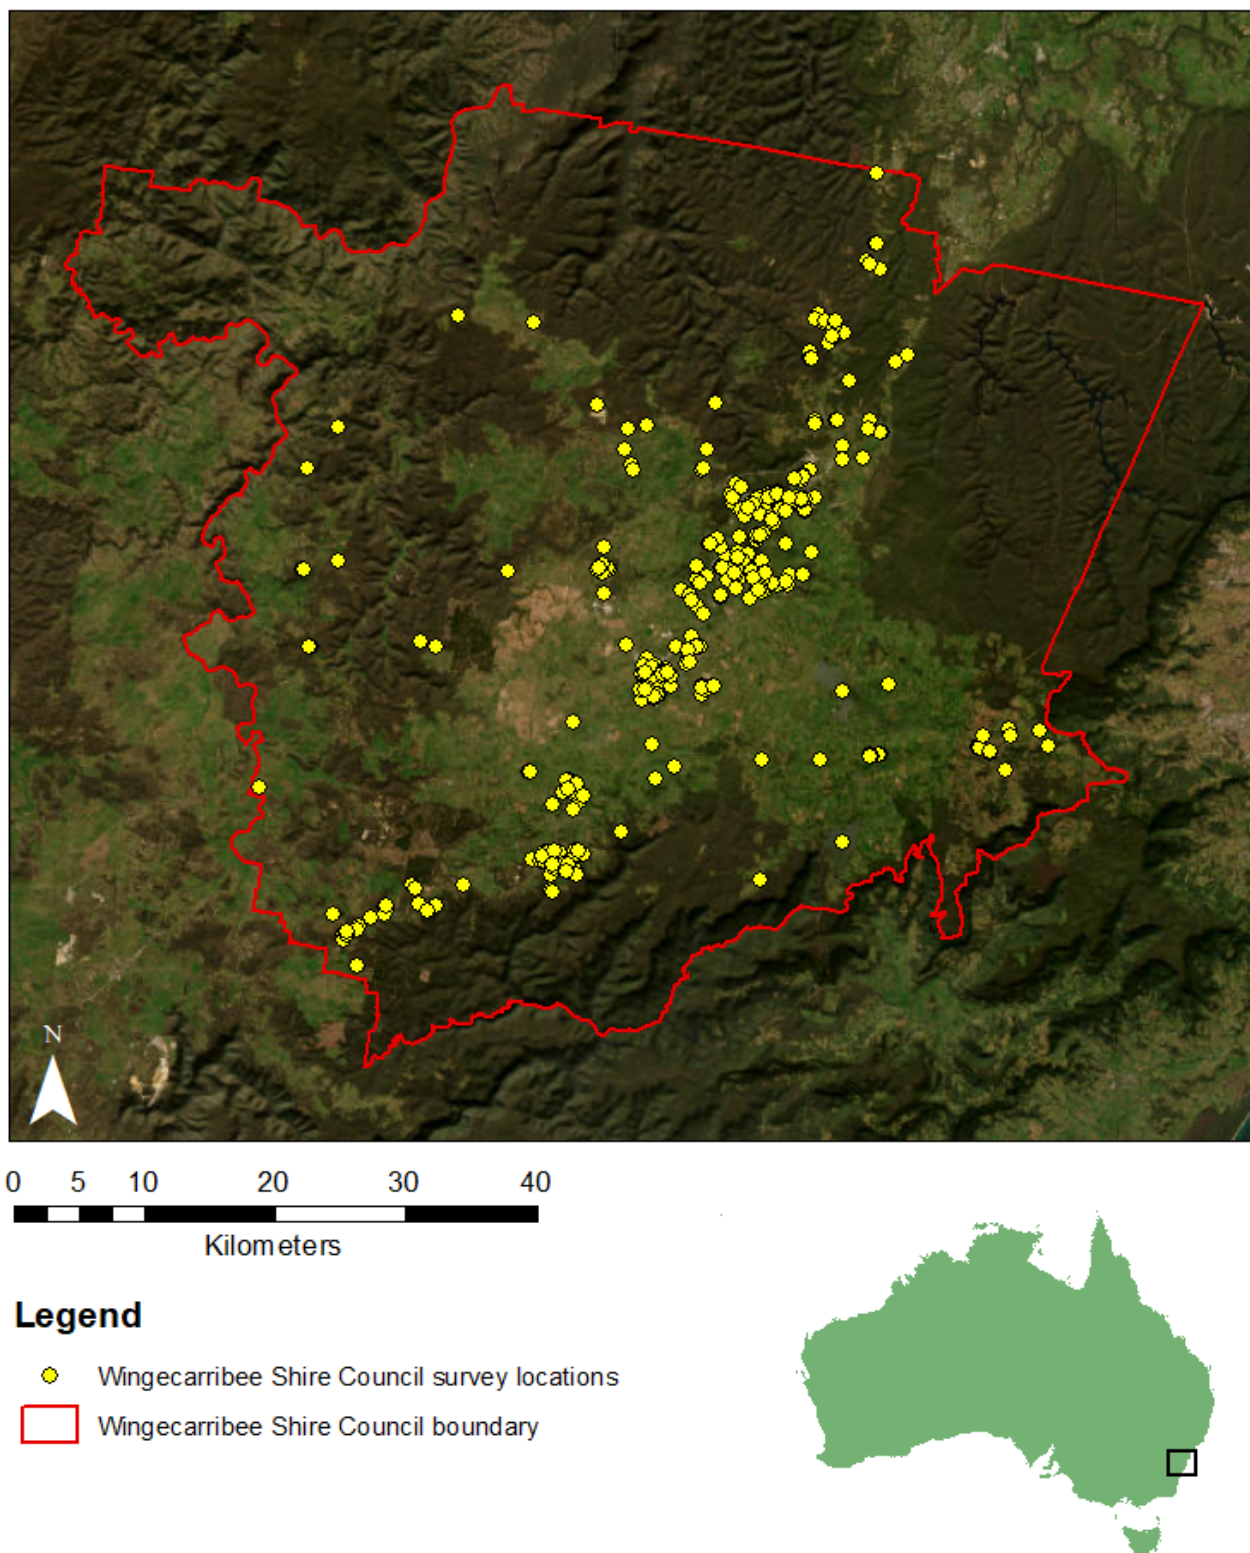 N
0 5 10 20 30 40
Kilometers
Legend
Wingecarribee Shire Council survey locations
Wingecarribee Shire Council boundary